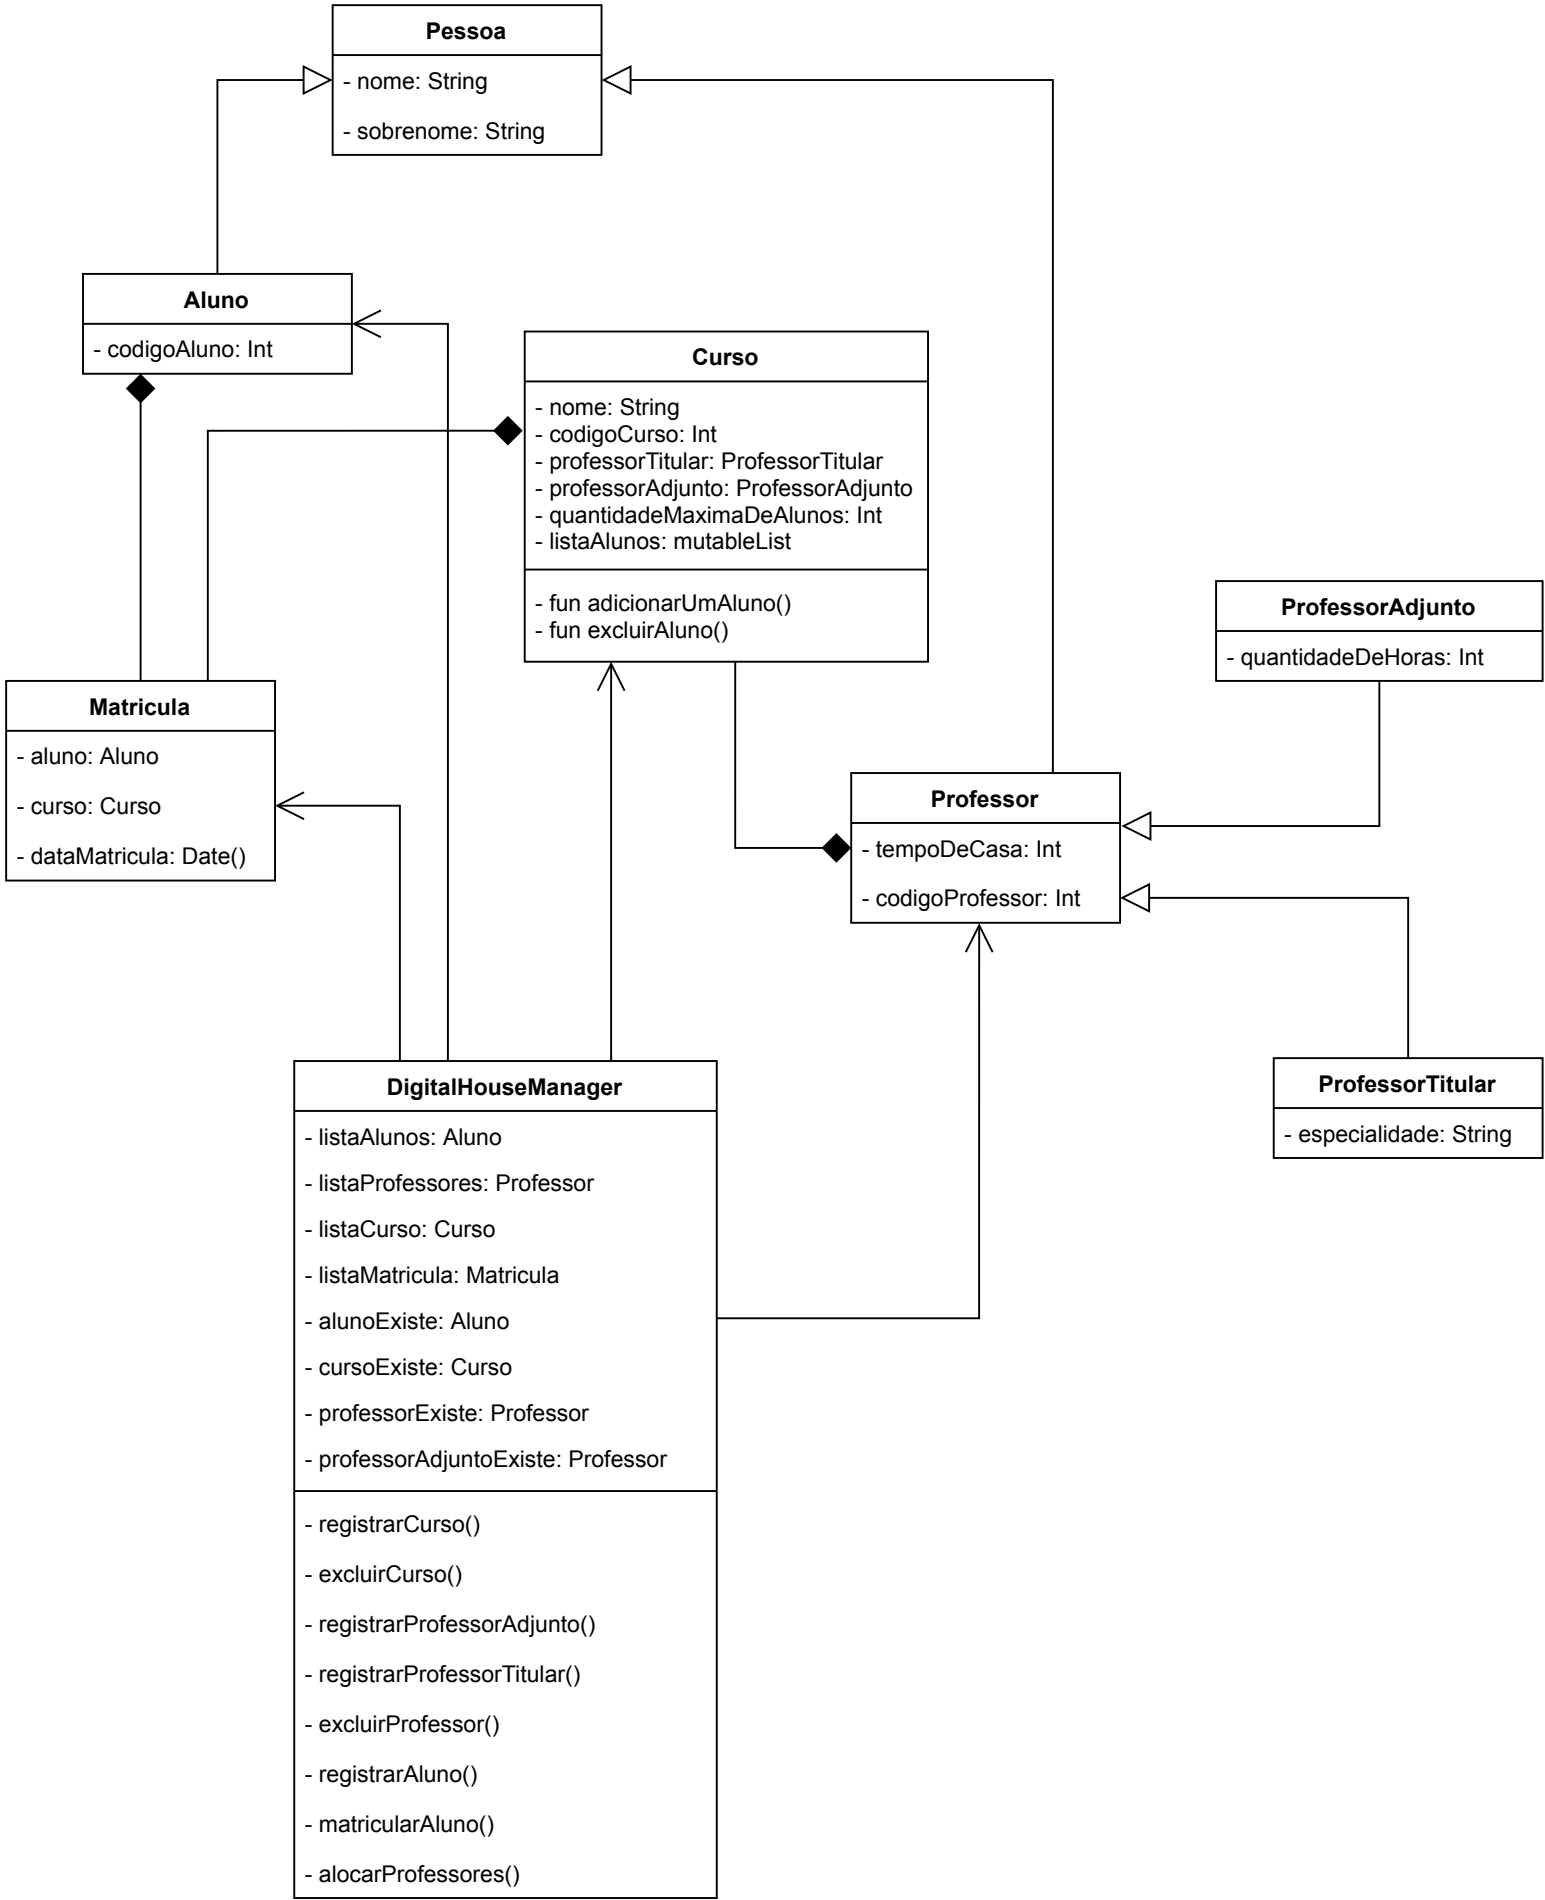 Pessoa
- nome: String
- sobrenome: String
Aluno
- codigoAluno: Int
Curso
- nome: String
- codigoCurso: Int
- professorTitular: ProfessorTitular
- professorAdjunto: ProfessorAdjunto
- quantidadeMaximaDeAlunos: Int
- listaAlunos: mutableList
- fun adicionarUmAluno()
- fun excluirAluno()
ProfessorAdjunto
- quantidadeDeHoras: Int
Matricula
- aluno: Aluno
- curso: Curso
- dataMatricula: Date()
Professor
- tempoDeCasa: Int
- codigoProfessor: Int
ProfessorTitular
- especialidade: String
DigitalHouseManager
- listaAlunos: Aluno
- listaProfessores: Professor
- listaCurso: Curso
- listaMatricula: Matricula
- alunoExiste: Aluno
- cursoExiste: Curso
- professorExiste: Professor
- professorAdjuntoExiste: Professor
- registrarCurso()
- excluirCurso()
- registrarProfessorAdjunto()
- registrarProfessorTitular()
- excluirProfessor()
- registrarAluno()
- matricularAluno()
- alocarProfessores()